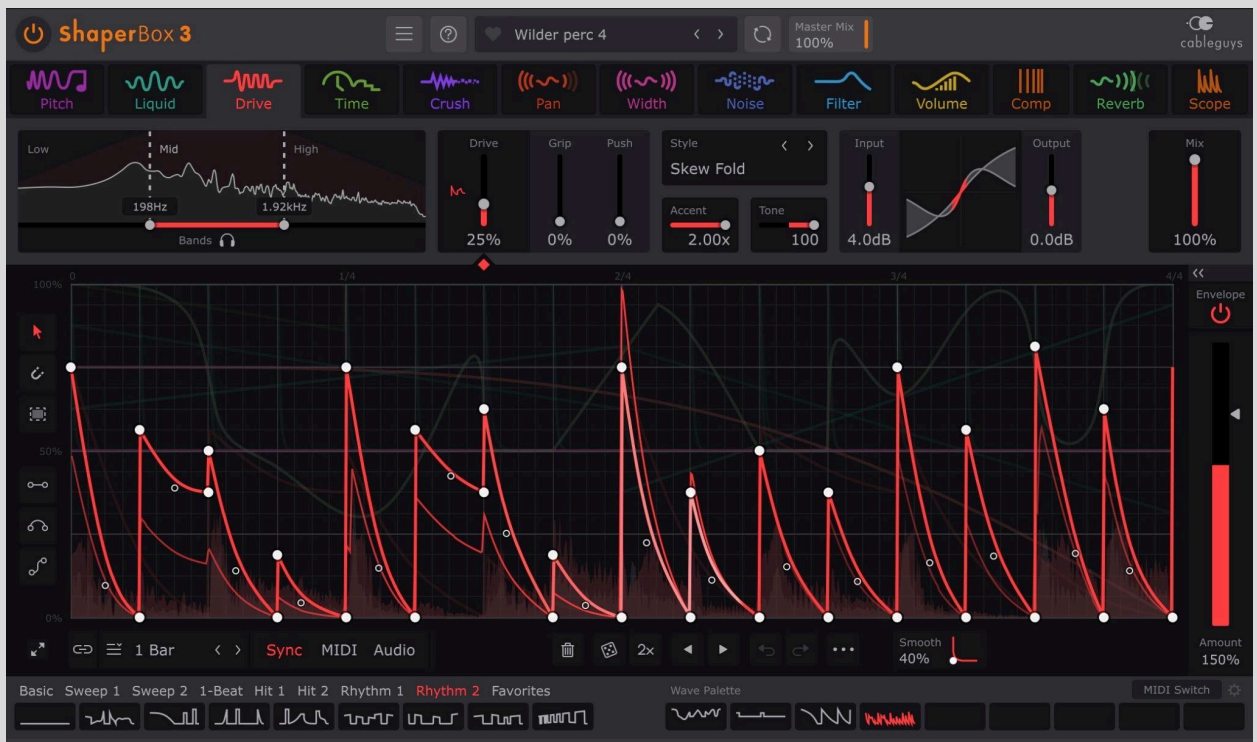 ShaperBox 3
Wilder perc 4
Master Mix
100%
cableguys
Pitch Liquid Drive Time Crush Pan Width Noise Filter Volume Comp Reverb Scope
Low Mid High
198Hz 1.92kHz
Bands
Drive Grip Push
25% 0% 0%
Style
Skew Fold
Accent Tone
2.00x 100
Input Output
4.0dB 0.0dB
Mix
100%
0 1/4 2/4 3/4 4/4
100%
50%
0%
Envelope
Amount
150%
1 Bar Sync MIDI Audio 2x
Smooth
40%
Basic Sweep 1 Sweep 2 1-Beat Hit 1 Hit 2 Rhythm 1 Rhythm 2 Favorites
Wave Palette
MIDI Switch